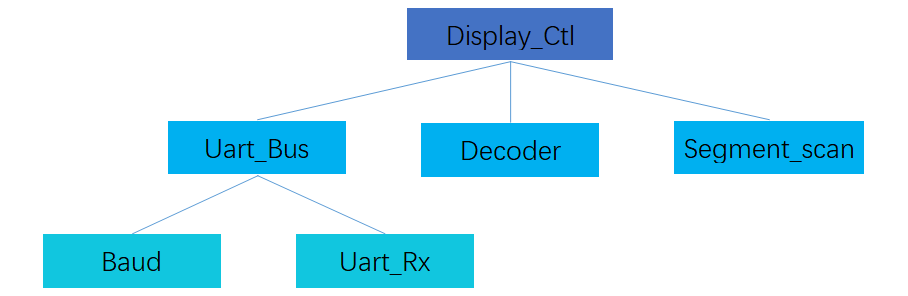 Display_Ctl
Uart_Bus
Decoder
Segment_scan
Baud
Uart_Rx